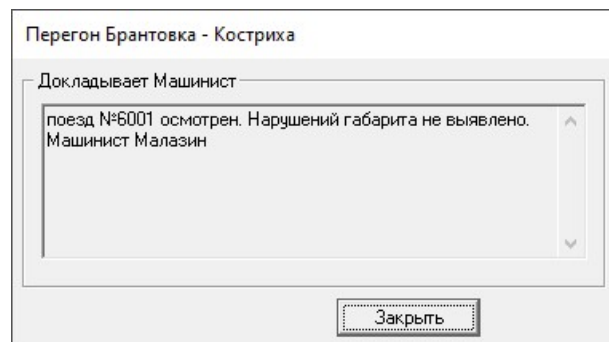 Перегон Брантовка - Костриха
Докладывает Машинист
поезд №6001 осмотрен. Нарушений габарита не выявлено.
Машинист Малазин
Закрыть